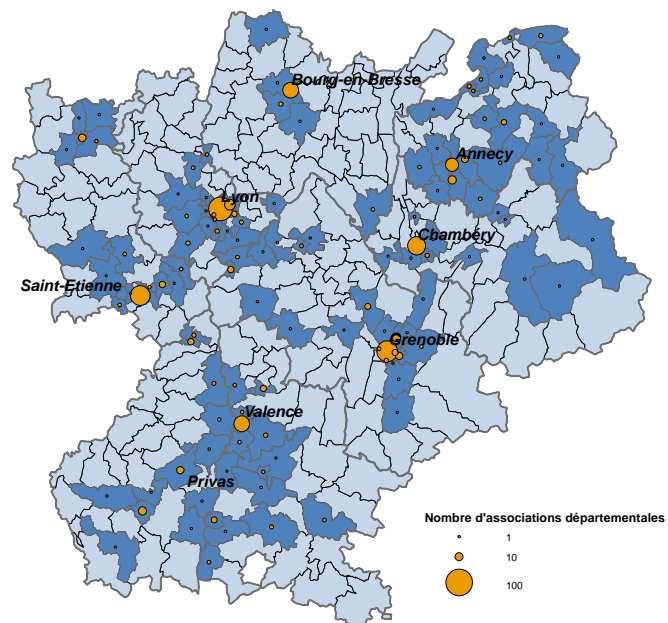 Bourg-en-Bresse
Annecy
Lyon
Chambéry
Saint-Etienne
Grenoble
Valence
Privas
Nombre d'associations départementales
1
10
100